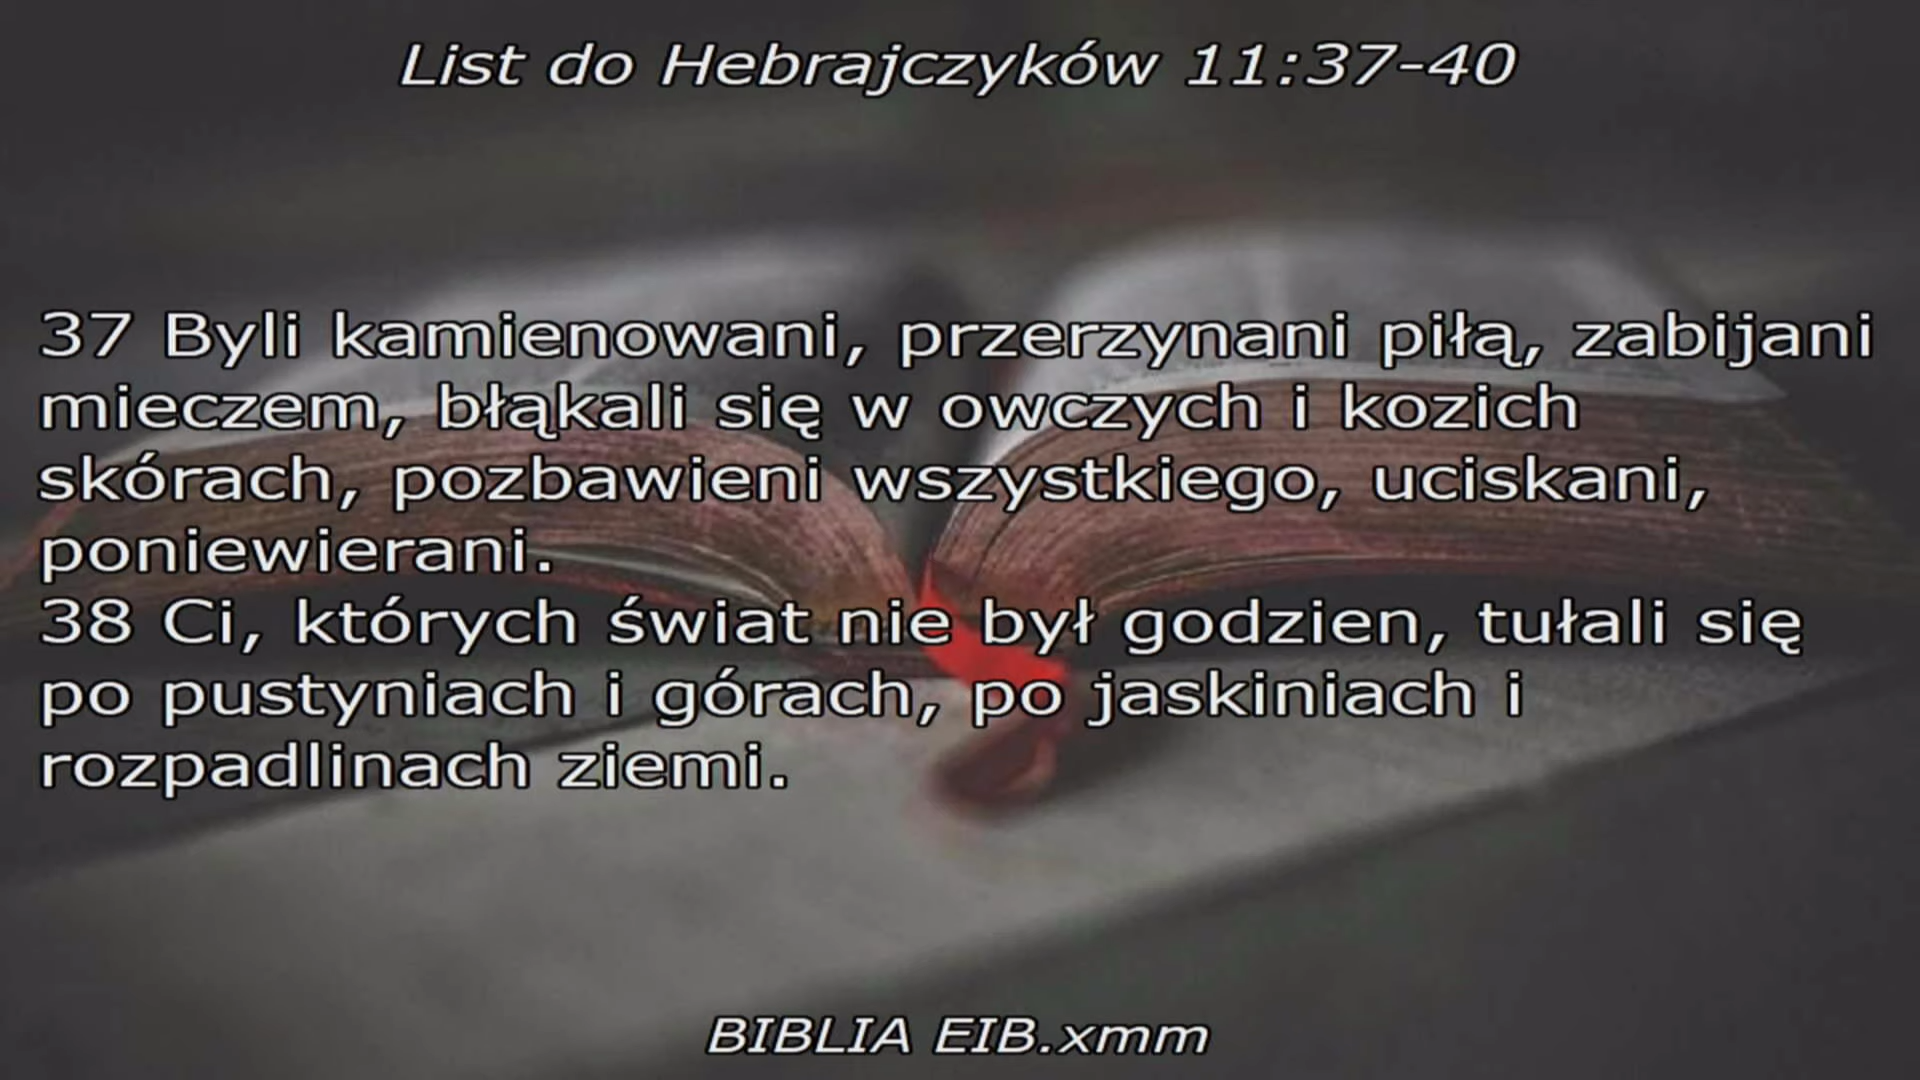 List do Hebrajczyków 11:37-40
37 Byli kamienowani, przerzynani piłą, zabijani
mieczem, błąkali się w owczych i kozich
skórach, pozbawieni wszystkiego, uciskani,
poniewierani.
38 Ci, których świat nie był godzien, tułali się
po pustyniach i górach, po jaskiniach i
rozpadlinach ziemi.
BIBLIA EIB.xmm